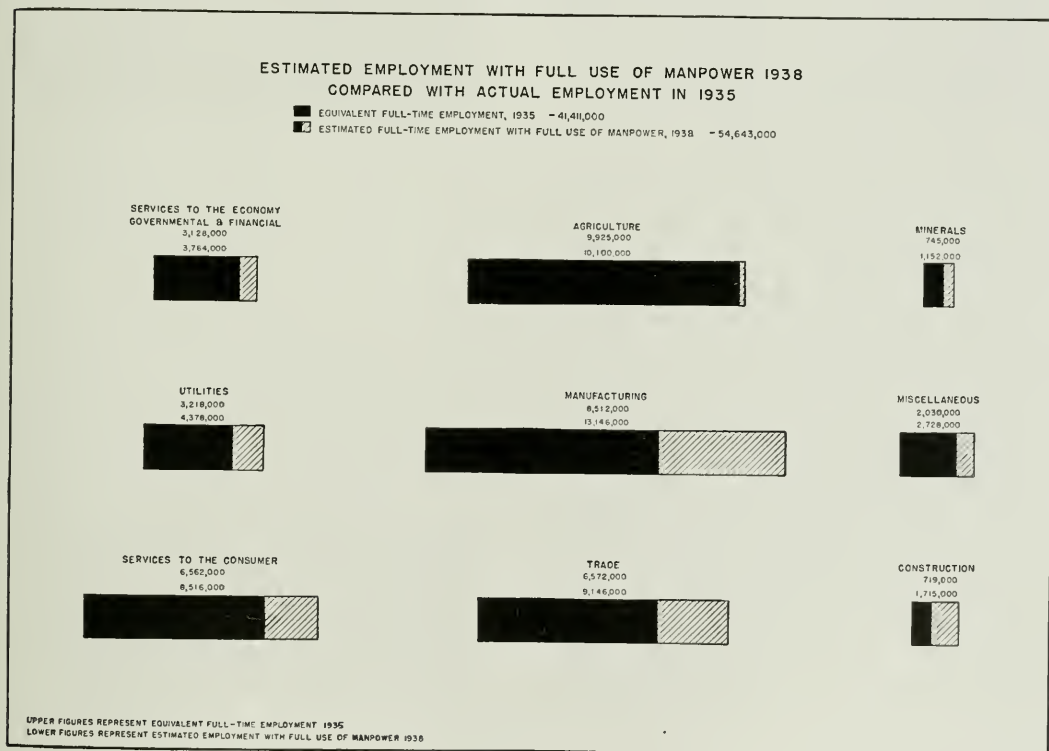 ESTIMATED EMPLOYMENT WITH FULL USE OF MANPOWER 1938
COMPARED WITH ACTUAL EMPLOYMENT IN 1935
EQUIVALENT FULL-TIME EMPLOYMENT, 1935 - 41,411,000
ESTIMATED FULL-TIME EMPLOYMENT WITH FULL USE OF MANPOWER, 1938 - 54,643,000
SERVICES TO THE ECONOMY
GOVERNMENTAL & FINANCIAL
3,128,000
3,764,000
AGRICULTURE
9,925,000
10,100,000
MINERALS
745,000
1,152,000
UTILITIES
3,218,000
4,378,000
MANUFACTURING
8,512,000
13,146,000
MISCELLANEOUS
2,030,000
2,728,000
SERVICES TO THE CONSUMER
6,562,000
8,516,000
TRADE
6,572,000
9,146,000
CONSTRUCTION
719,000
1,715,000
UPPER FIGURES REPRESENT EQUIVALENT FULL-TIME EMPLOYMENT 1935
LOWER FIGURES REPRESENT ESTIMATED EMPLOYMENT WITH FULL USE OF MANPOWER 1938